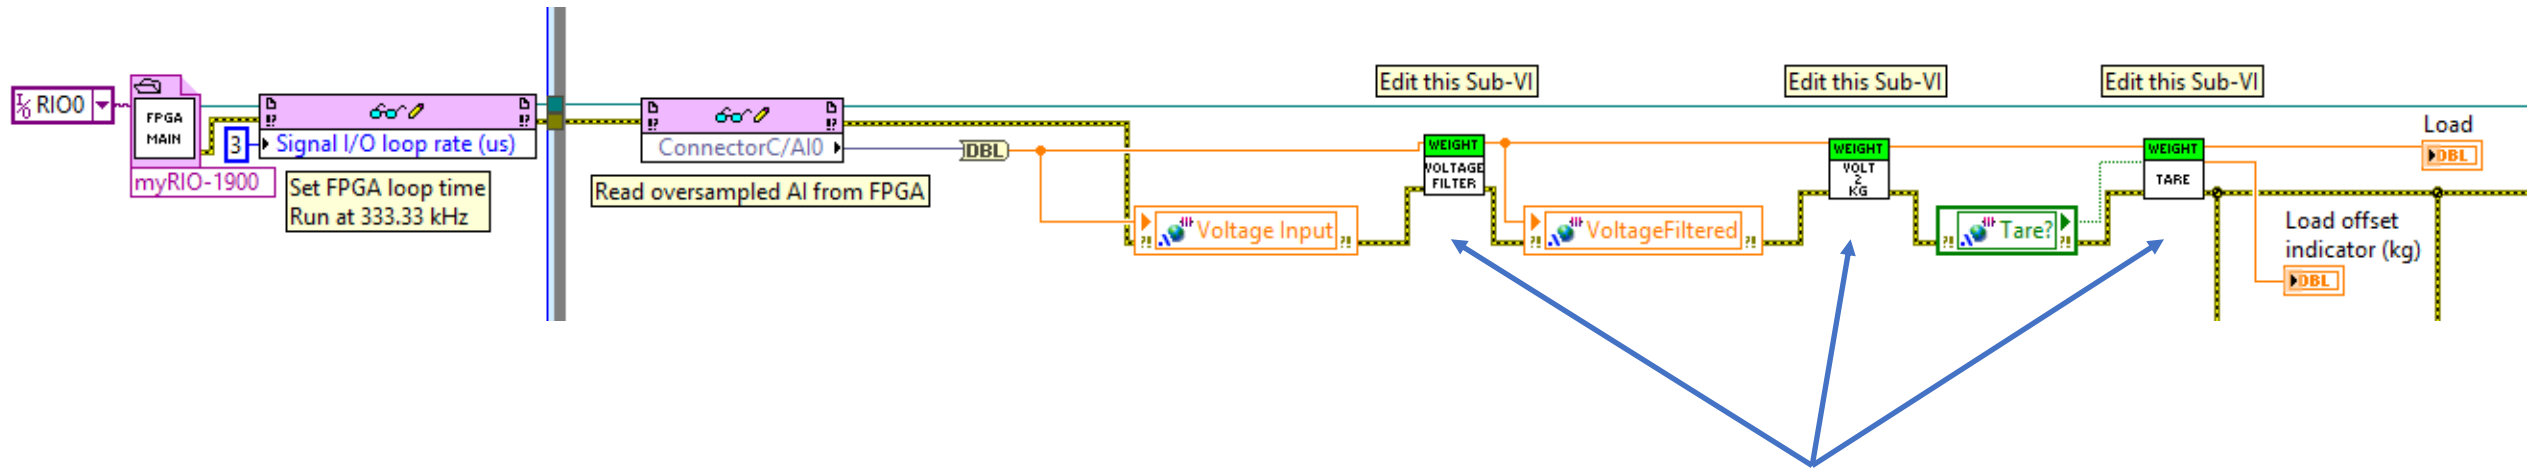 I/O RIO0
FPGA
MAIN
myRIO-1900
3
Signal I/O loop rate (us)
Set FPGA loop time
Run at 333.33 kHz
ConnectorC/AI0
Read oversampled AI from FPGA
DBL
Voltage Input
Edit this Sub-VI
WEIGHT
VOLTAGE
FILTER
VoltageFiltered
Edit this Sub-VI
WEIGHT
VOLT
2
KG
Tare?
Edit this Sub-VI
WEIGHT
TARE
Load
DBL
Load offset
indicator (kg)
DBL